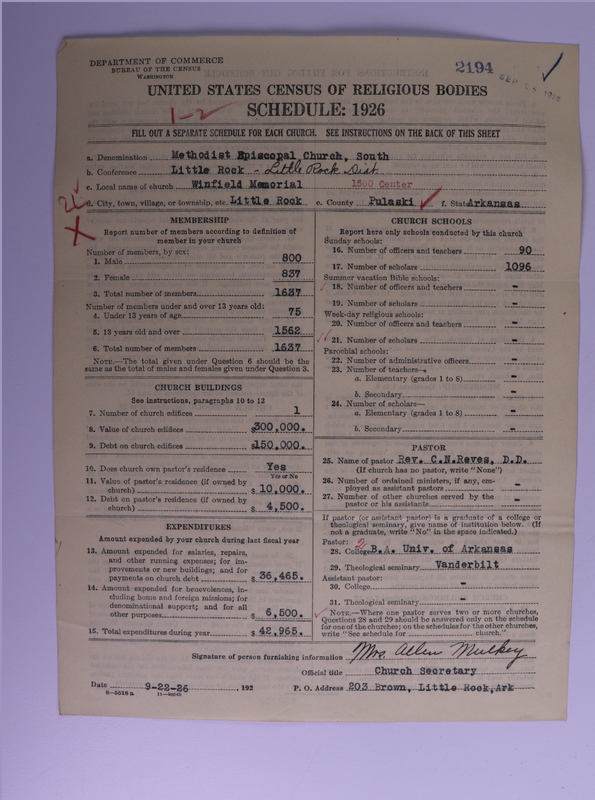 DEPARTMENT OF COMMERCE
BUREAU OF THE CENSUS
WASHINGTON
2194
SEP 1926
UNITED STATES CENSUS OF RELIGIOUS BODIES
1-2
SCHEDULE: 1926
FILL OUT A SEPARATE SCHEDULE FOR EACH CHURCH. SEE INSTRUCTIONS ON THE BACK OF THIS SHEET
a. Denomination Methodist Episcopal Church, South
b. Conference Little Rock - Little Rock Dist.
c. Local name of church Winfield Memorial 1500 Center
d. City, town, village, or township, etc. Little Rock e. County Pulaski f. State Arkansas
MEMBERSHIP
Report number of members according to definition of
member in your church
Number of members, by sex:
1. Male 800
2. Female 837
3. Total number of members 1637
Number of members under and over 13 years old:
4. Under 13 years of age 75
5. 13 years old and over 1562
6. Total number of members 1637
NOTE.—The total given under Question 6 should be the
same as the total of males and females given under Question 3.
CHURCH BUILDINGS
See instructions, paragraphs 10 to 12
7. Number of church edifices 1
8. Value of church edifices $300,000.
9. Debt on church edifices $150,000.
10. Does church own pastor's residence Yes
Yes or No
11. Value of pastor's residence (if owned by
church) $ 10,000.
12. Debt on pastor's residence (if owned by
church) $ 4,500.
EXPENDITURES
Amount expended by your church during last fiscal year
13. Amount expended for salaries, repairs,
and other running expenses; for im-
provements or new buildings; and for
payments on church debt $ 36,465.
14. Amount expended for benevolences, in-
cluding home and foreign missions; for
denominational support; and for all
other purposes $ 6,500.
15. Total expenditures during year $ 42,965.
CHURCH SCHOOLS
Report here only schools conducted by this church
Sunday schools:
16. Number of officers and teachers 90
17. Number of scholars 1096
Summer vacation Bible schools:
18. Number of officers and teachers -
19. Number of scholars -
Week-day religious schools:
20. Number of officers and teachers -
21. Number of scholars -
Parochial schools:
22. Number of administrative officers -
23. Number of teachers—
a. Elementary (grades 1 to 8) -
b. Secondary -
24. Number of scholars—
a. Elementary (grades 1 to 8) -
b. Secondary -
PASTOR
25. Name of pastor Rev. C.N.Reves, D.D.
(If church has no pastor, write "None")
26. Number of ordained ministers, if any, em-
ployed as assistant pastors -
27. Number of other churches served by the
pastor or his assistants -
If pastor (or assistant pastor) is a graduate of a college or
theological seminary, give name of institution below. (If
not a graduate, write "No" in the space indicated.)
Pastor: 2
28. College B.A. Univ. of Arkansas
29. Theological seminary Vanderbilt
Assistant pastor:
30. College -
31. Theological seminary -
NOTE.—Where one pastor serves two or more churches,
Questions 28 and 29 should be answered only on the schedule
for one of the churches; on the schedules for the other churches,
write "See schedule for church."
Signature of person furnishing information Mrs. Allen Mulkey
Official title Church Secretary
Date 9-22-26, 192 P. O. Address 203 Brown, Little Rock,Ark